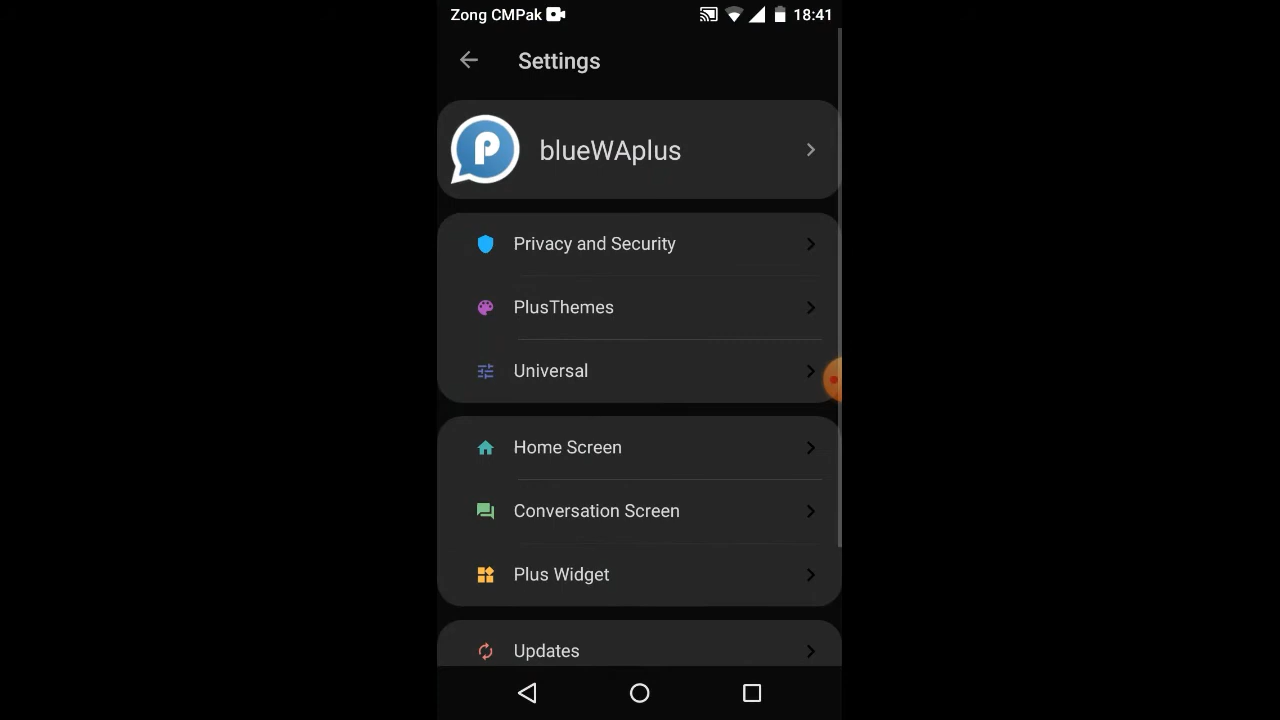 Zong CMPak 18:41
Settings
P
blueWAplus
Privacy and Security
PlusThemes
Universal
Home Screen
Conversation Screen
Plus Widget
Updates